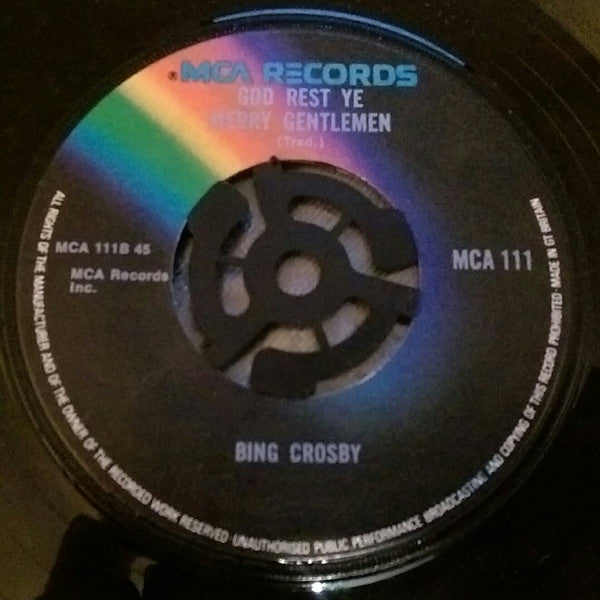 ®MCA RECORDS
GOD REST YE
MERRY GENTLEMEN
(Trad.)
MCA 111B 45
MCA Records
Inc.
MCA 111
BING CROSBY
ALL RIGHTS OF THE MANUFACTURER AND OF THE OWNER OF THE RECORDED WORK RESERVED UNAUTHORISED PUBLIC PERFORMANCE BROADCASTING AND COPYING OF THIS RECORD PROHIBITED: MADE IN GT BRITAIN